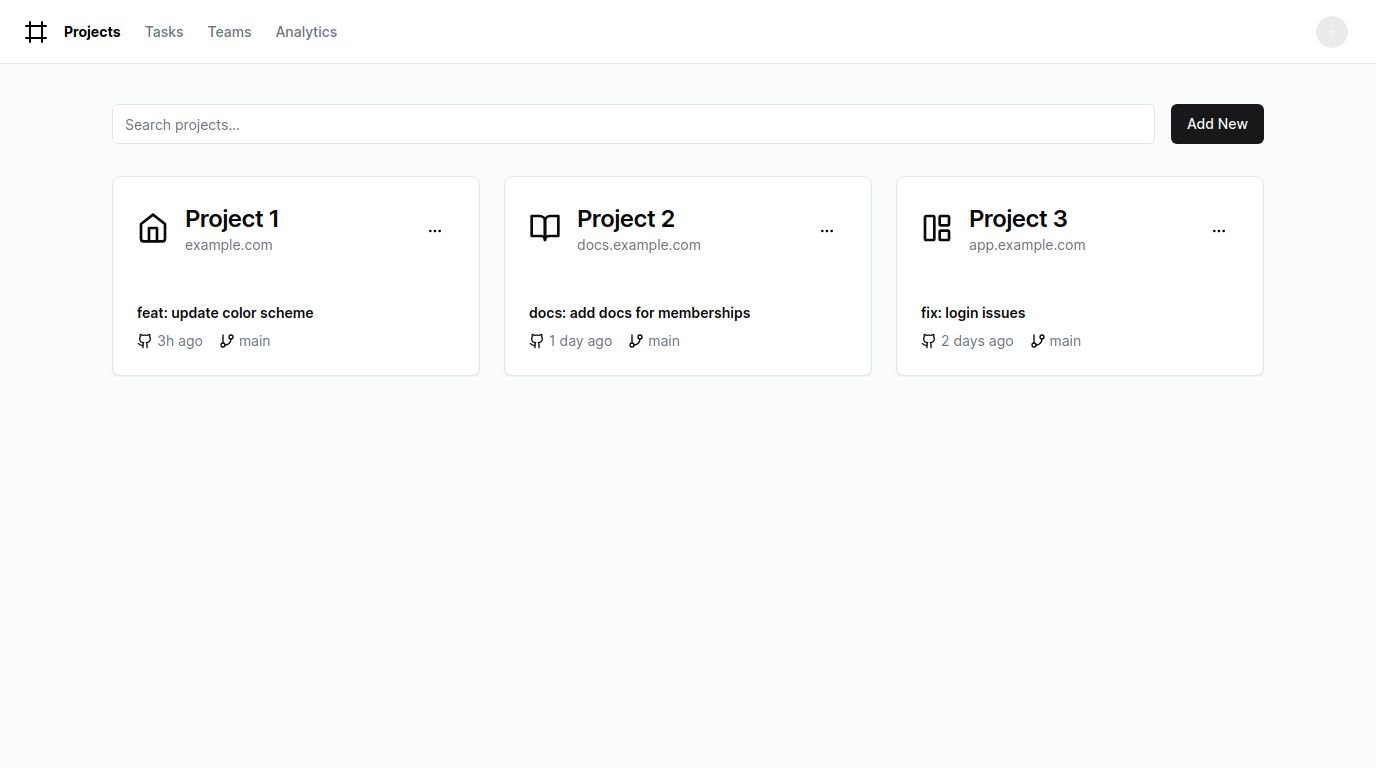 Projects Tasks Teams Analytics
Search projects...
Add New
Project 1
example.com
feat: update color scheme
3h ago main
Project 2
docs.example.com
docs: add docs for memberships
1 day ago main
Project 3
app.example.com
fix: login issues
2 days ago main